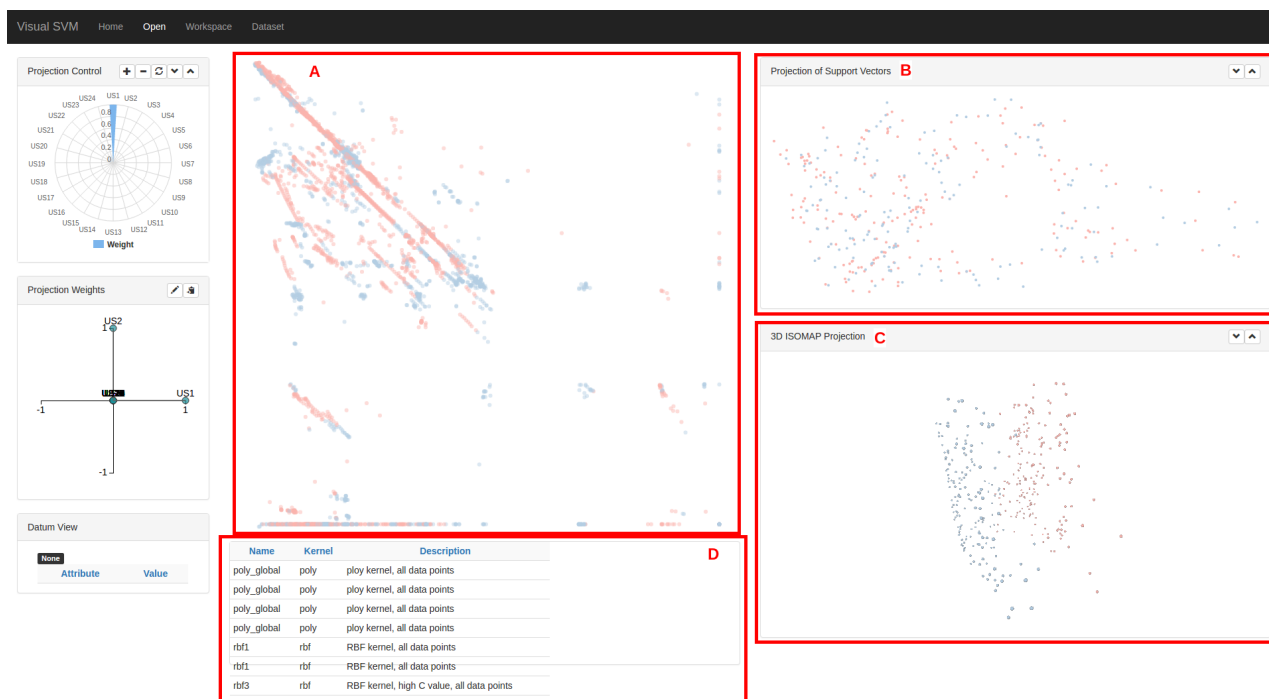 Visual SVM Home Open Workspace Dataset
Projection Control
US1
US2
US3
US4
US5
US6
US7
US8
US9
US10
US11
US12
US13
US14
US15
US16
US17
US18
US19
US20
US21
US22
US23
US24
0.8
0.6
0.4
0.2
0
Weight
Projection Weights
US2
1
US1
-1
1
-1
Datum View
None
Attribute Value
A
Name Kernel Description
D
poly_global poly ploy kernel, all data points
poly_global poly ploy kernel, all data points
poly_global poly ploy kernel, all data points
poly_global poly ploy kernel, all data points
rbf1 rbf RBF kernel, all data points
rbf1 rbf RBF kernel, all data points
rbf3 rbf RBF kernel, high C value, all data points
Projection of Support Vectors B
3D ISOMAP Projection C